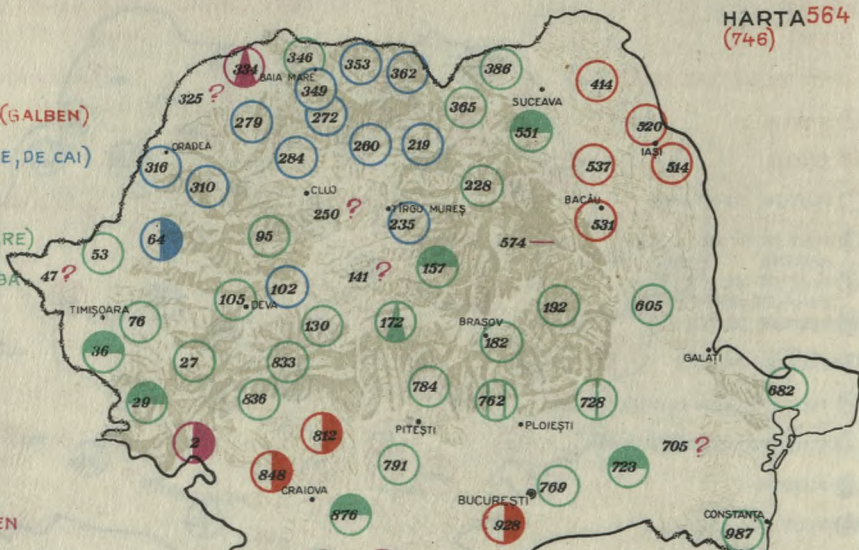 HARTA 564
(746)
346
353
334
BAIA MARE
362
386
414
325 ?
349
SUCEAVA
365
(GALBEN)
279
272
551
520
IAȘI
ORADEA
284
260
219
E, DE CAI)
316
537
514
310
CLUJ
228
250 ?
TÎRGU MUREȘ
BACĂU
235
531
RE)
64
95
574 —
53
47 ?
141 ?
157
102
105
DEVA
192
605
TIMIȘOARA
76
130
172
BRAȘOV
182
36
27
833
GALAȚI
784
682
29
836
762
728
PITEȘTI
PLOIEȘTI
2
812
705 ?
848
791
723
CRAIOVA
BUCUREȘTI
769
876
928
CONSTANȚA
987
EN